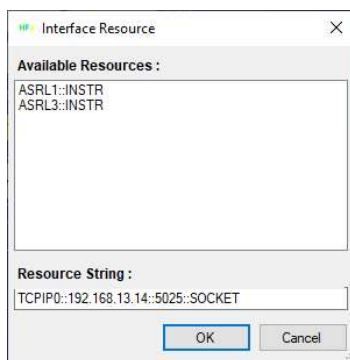 Interface Resource
Available Resources :
ASRL1::INSTR
ASRL3::INSTR
Resource String :
TCPIP0::192.168.13.14::5025::SOCKET
OK
Cancel